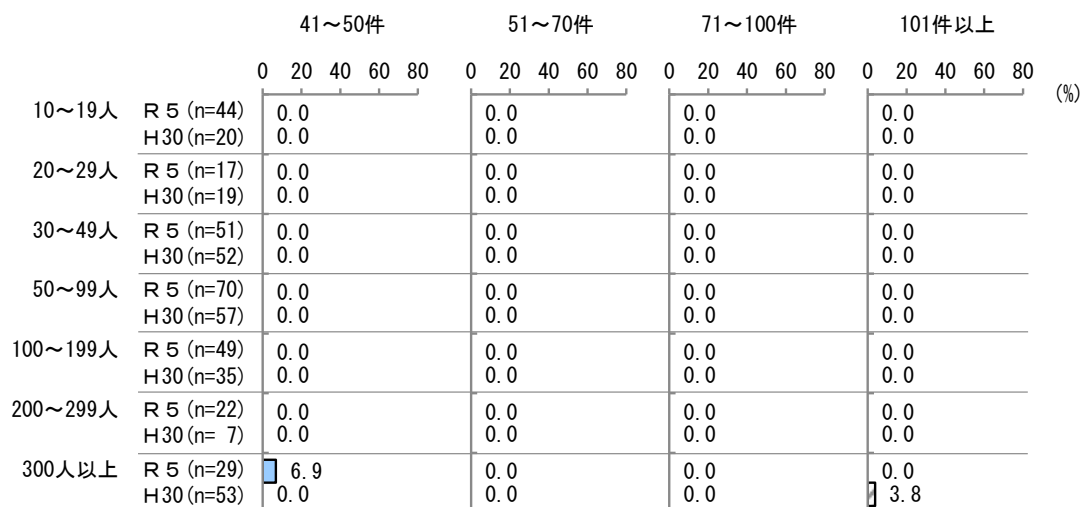 41～50件 51～70件 71～100件 101件以上
0 20 40 60 80 0 20 40 60 80 0 20 40 60 80 0 20 40 60 80
(%)
10～19人 R５(n=44) 0.0 0.0 0.0 0.0
H30(n=20) 0.0 0.0 0.0 0.0
20～29人 R５(n=17) 0.0 0.0 0.0 0.0
H30(n=19) 0.0 0.0 0.0 0.0
30～49人 R５(n=51) 0.0 0.0 0.0 0.0
H30(n=52) 0.0 0.0 0.0 0.0
50～99人 R５(n=70) 0.0 0.0 0.0 0.0
H30(n=57) 0.0 0.0 0.0 0.0
100～199人 R５(n=49) 0.0 0.0 0.0 0.0
H30(n=35) 0.0 0.0 0.0 0.0
200～299人 R５(n=22) 0.0 0.0 0.0 0.0
H30(n= 7) 0.0 0.0 0.0 0.0
300人以上 R５(n=29) 6.9 0.0 0.0 0.0
H30(n=53) 0.0 0.0 0.0 3.8